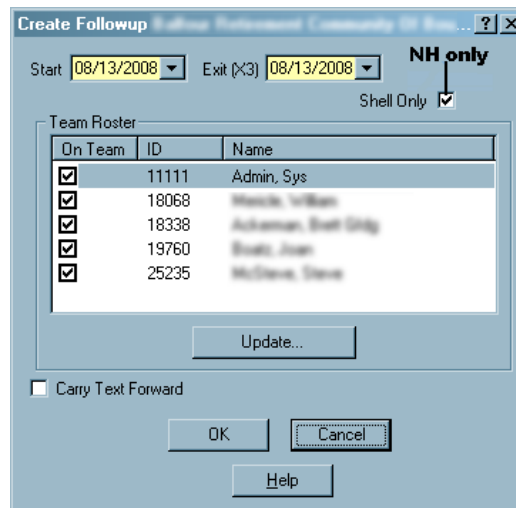 Create Followup ... ? X
NH only
Start 08/13/2008 Exit (X3) 08/13/2008
Shell Only
Team Roster
On Team ID Name
11111 Admin, Sys
18068
18338
19760
25235
Update...
Carry Text Forward
OK Cancel
Help